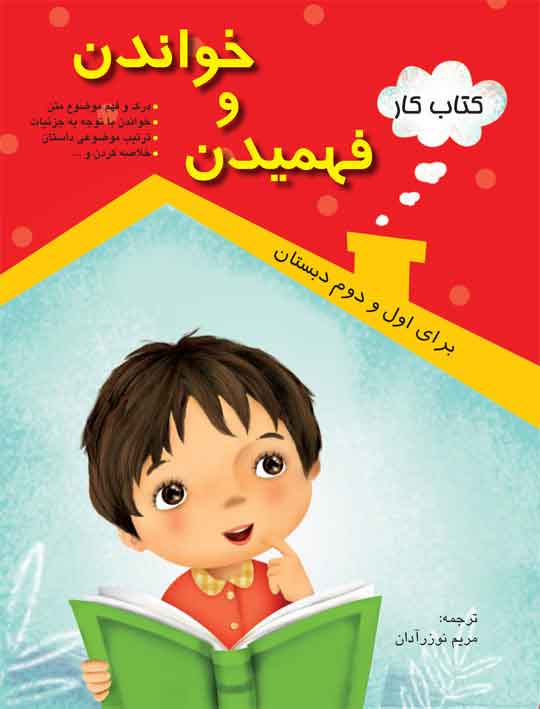 کتاب کار
خواندن
و
فهمیدن
• درک و فهم موضوع متن
• خواندن با توجه به جزئیات
• ترتیب موضوعی داستان
• خلاصه کردن و ...
برای اول و دوم دبستان
ترجمه:
مریم نوزرآدان